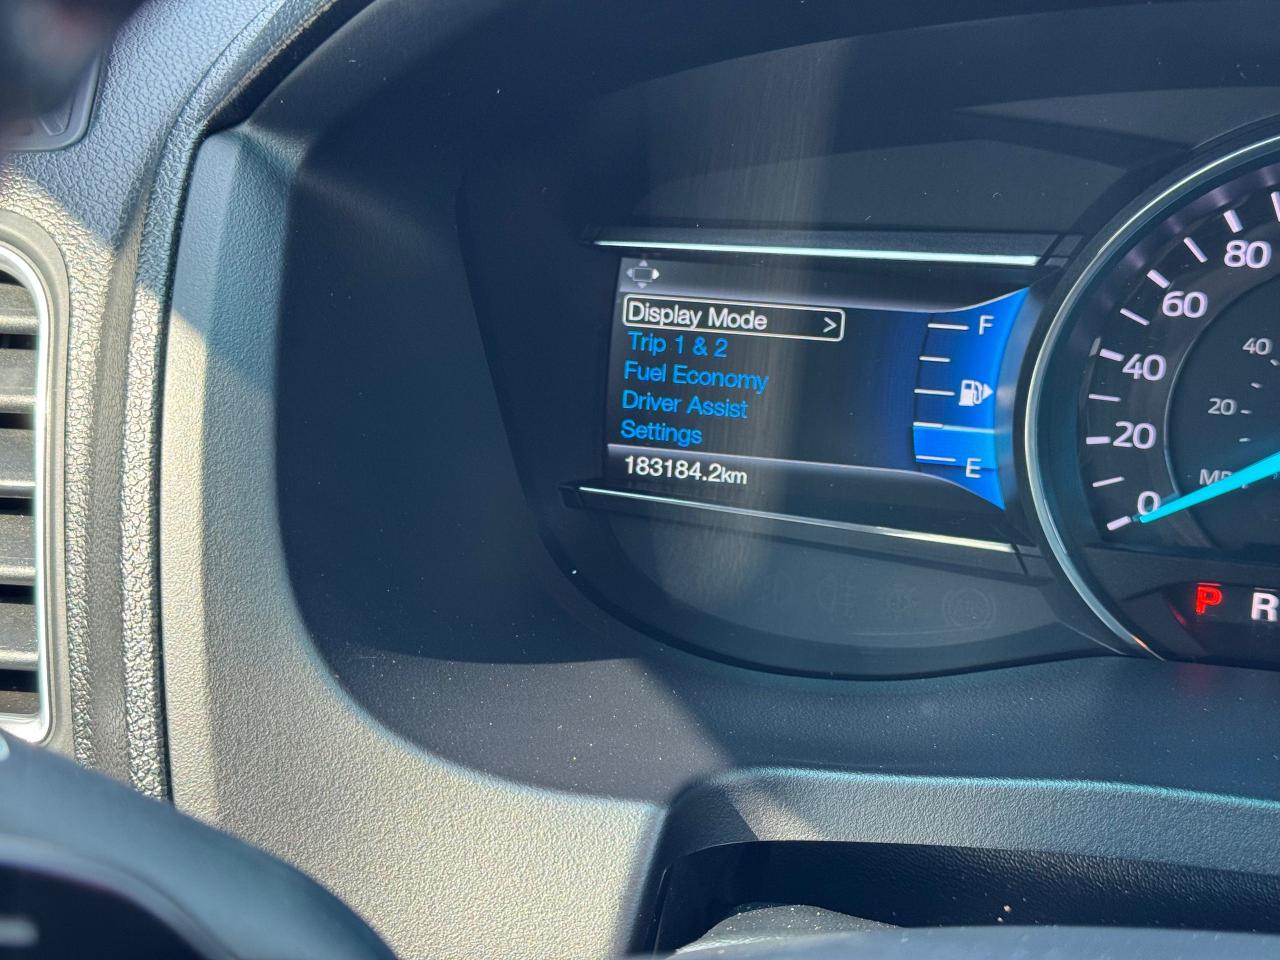 Display Mode >
Trip 1 & 2
Fuel Economy
Driver Assist
Settings
183184.2km
F
E
80
60
40
20
0
40
20
P
R